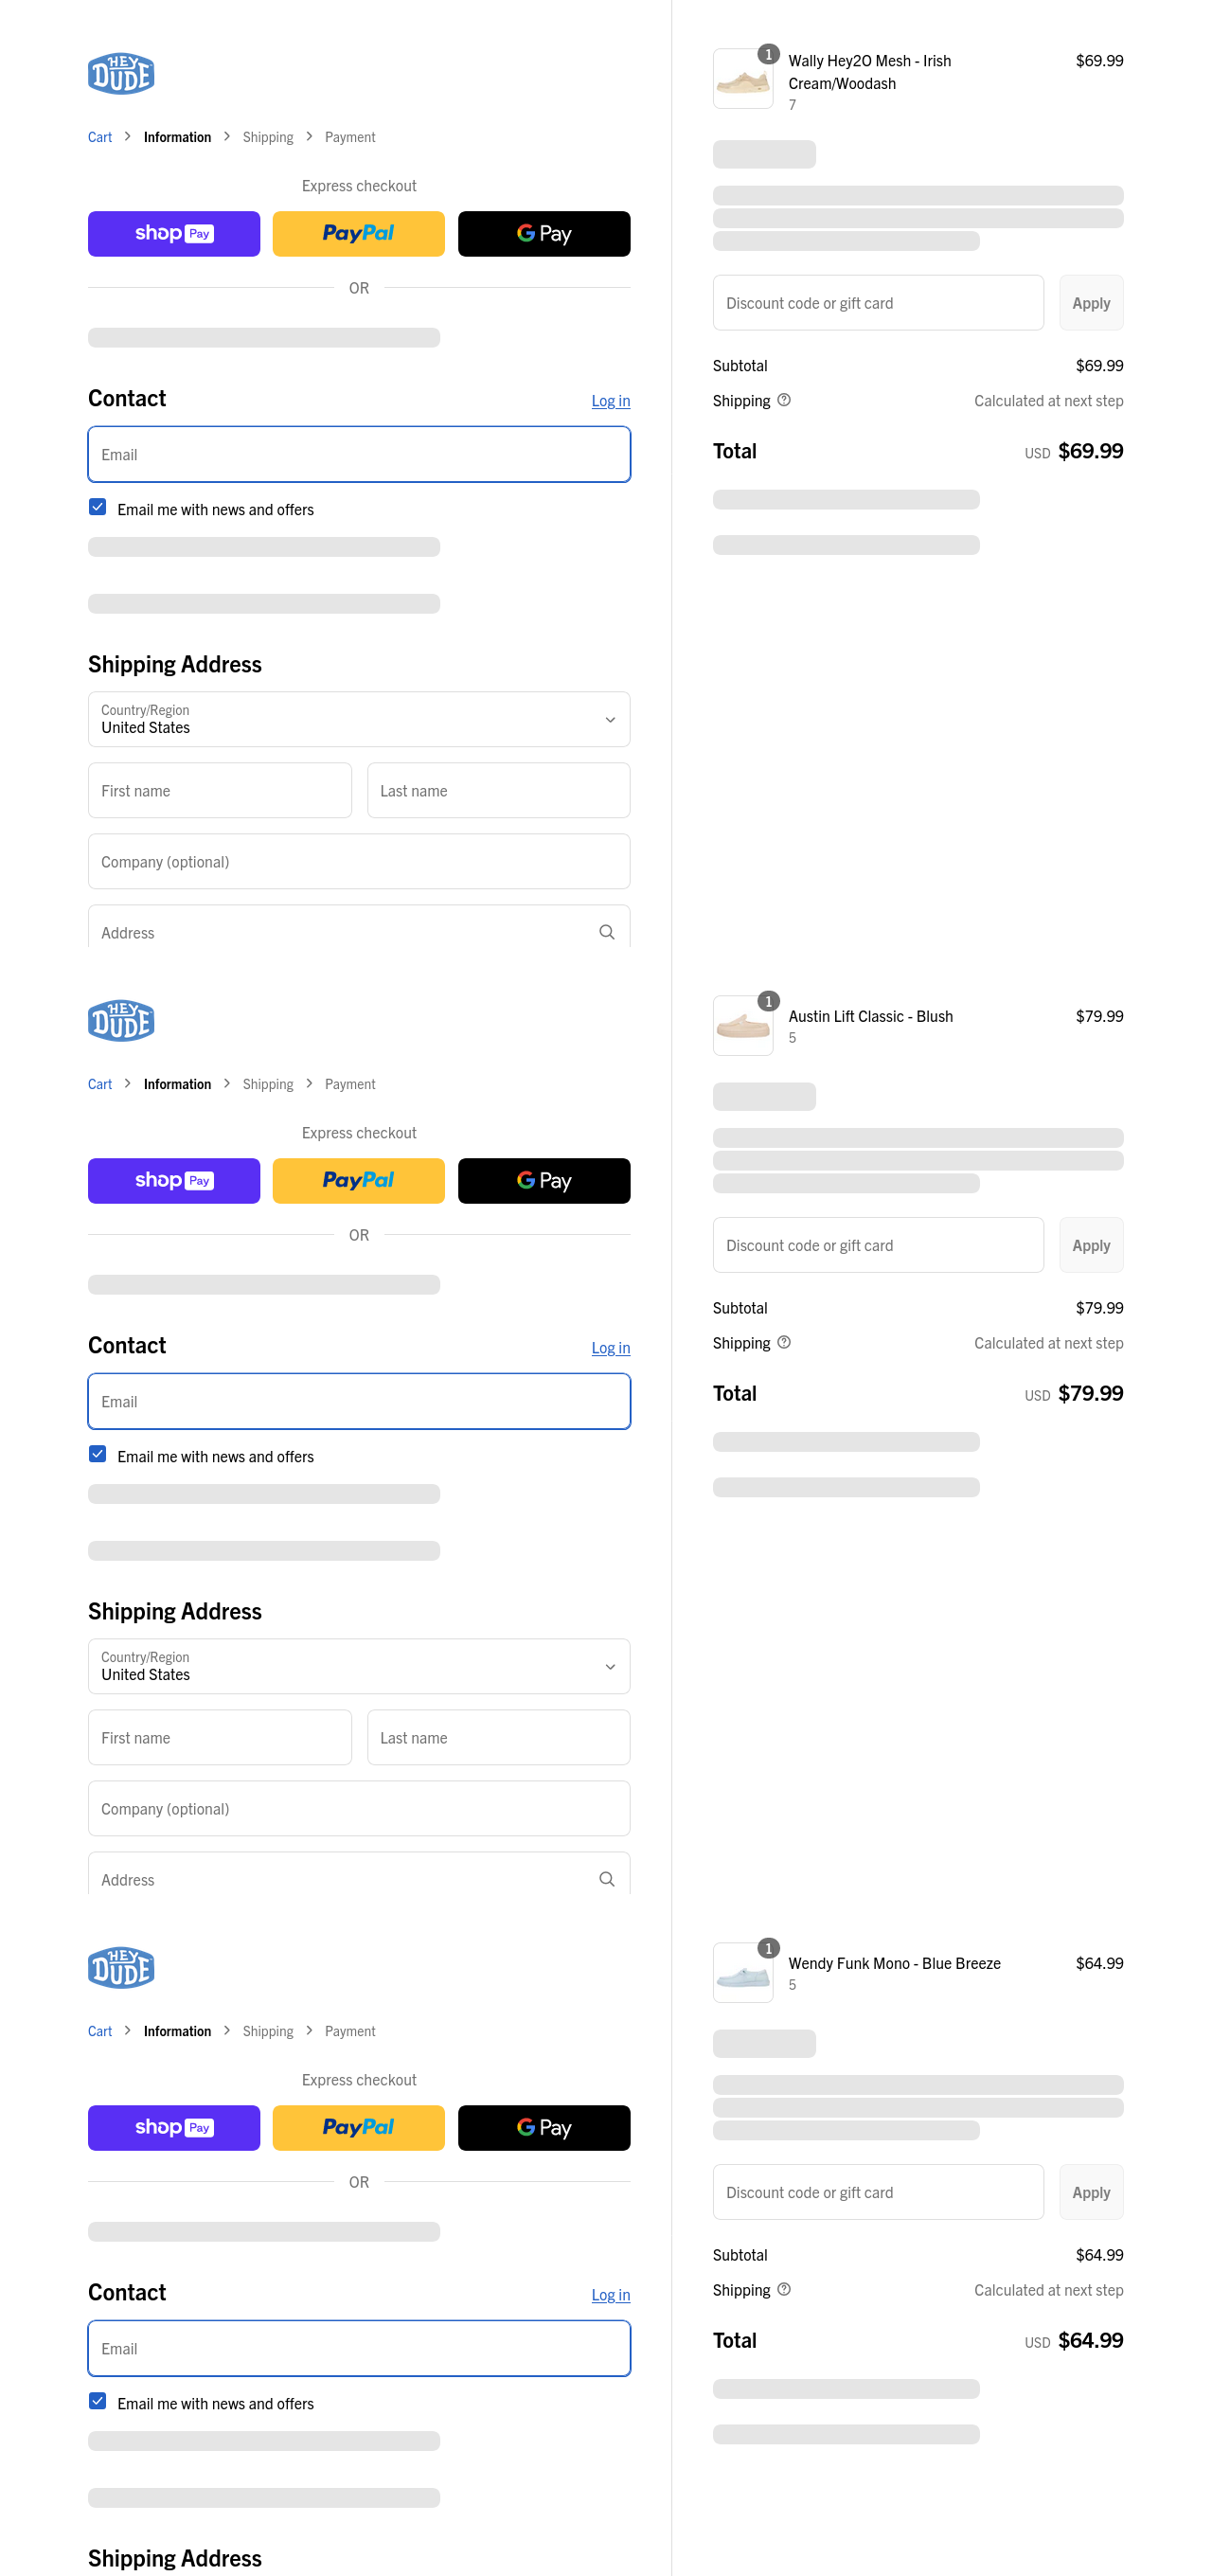 HEY
DUDE
Cart
Information
Shipping
Payment
Express checkout
shop Pay
PayPal
G Pay
OR
Contact
Log in
Email
Email me with news and offers
Shipping Address
Country/Region
United States
First name
Last name
Company (optional)
Address
1
Wally Hey2O Mesh - Irish
Cream/Woodash
$69.99
7
Discount code or gift card
Apply
Subtotal
$69.99
Shipping
Calculated at next step
Total
USD $69.99
HEY
DUDE
Cart
Information
Shipping
Payment
Express checkout
shop Pay
PayPal
G Pay
OR
Contact
Log in
Email
Email me with news and offers
Shipping Address
Country/Region
United States
First name
Last name
Company (optional)
Address
1
Austin Lift Classic - Blush
$79.99
5
Discount code or gift card
Apply
Subtotal
$79.99
Shipping
Calculated at next step
Total
USD $79.99
HEY
DUDE
Cart
Information
Shipping
Payment
Express checkout
shop Pay
PayPal
G Pay
OR
Contact
Log in
Email
Email me with news and offers
Shipping Address
1
Wendy Funk Mono - Blue Breeze
$64.99
5
Discount code or gift card
Apply
Subtotal
$64.99
Shipping
Calculated at next step
Total
USD $64.99